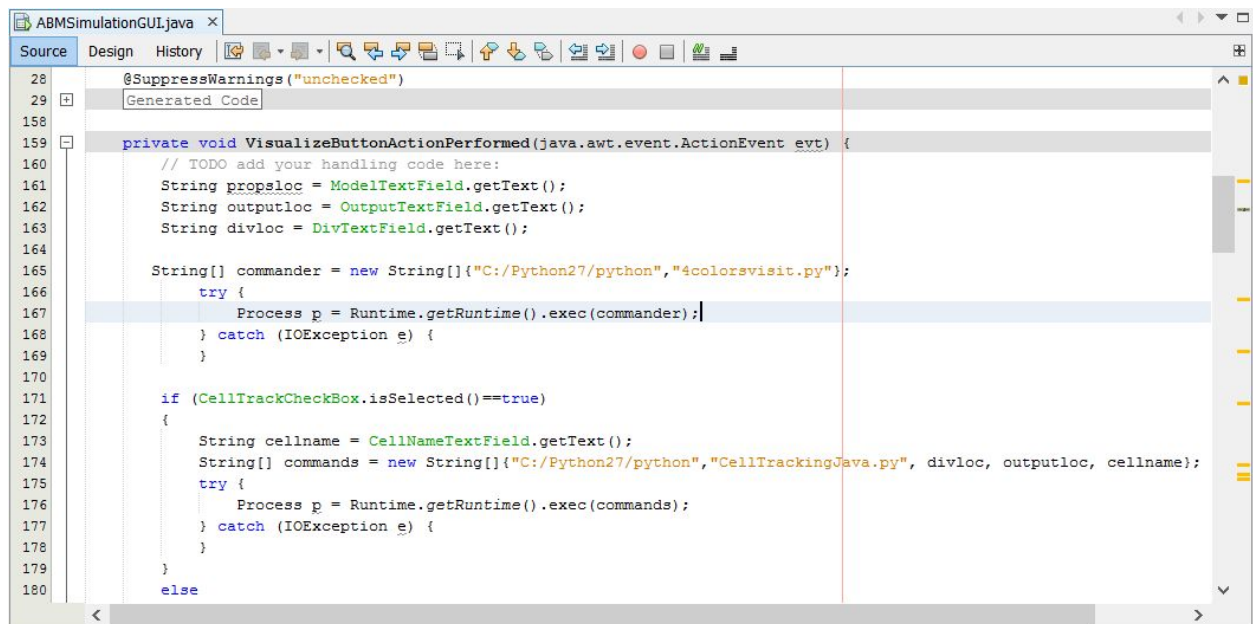 ABMSimulationGUI.java
Source Design History
28 @SuppressWarnings("unchecked")
29 Generated Code
158
159 private void VisualizeButtonActionPerformed(java.awt.event.ActionEvent evt) {
160 // TODO add your handling code here:
161 String propsloc = ModelTextField.getText();
162 String outputloc = OutputTextField.getText();
163 String divloc = DivTextField.getText();
164
165 String[] commander = new String[]{"C:/Python27/python","4colorsvisit.py"};
166 try {
167 Process p = Runtime.getRuntime().exec(commander);
168 } catch (IOException e) {
169 }
170
171 if (CellTrackCheckBox.isSelected()==true)
172 {
173 String cellname = CellNameTextField.getText();
174 String[] commands = new String[]{"C:/Python27/python","CellTrackingJava.py", divloc, outputloc, cellname};
175 try {
176 Process p = Runtime.getRuntime().exec(commands);
177 } catch (IOException e) {
178 }
179 }
180 else